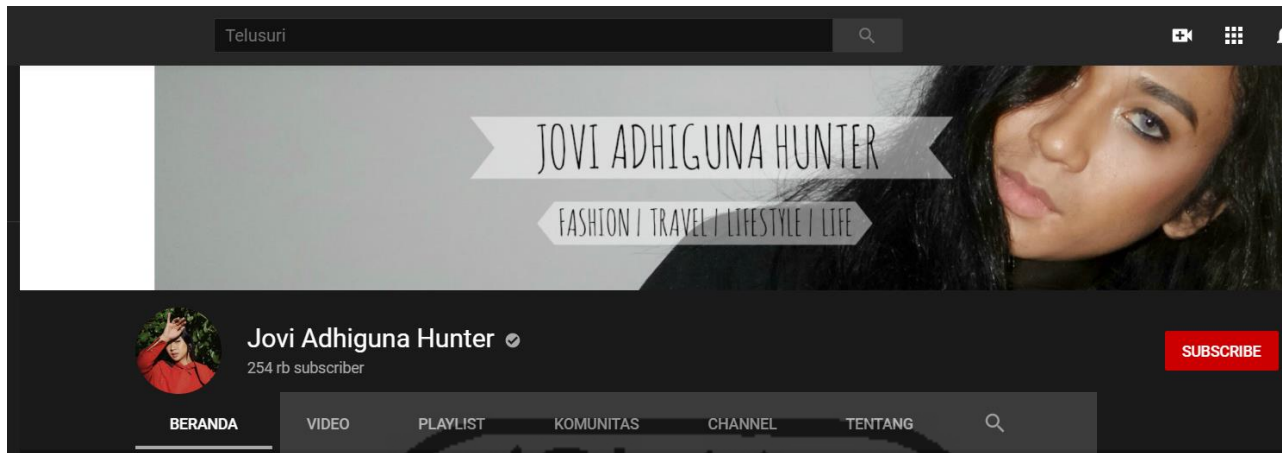 Telusuri
JOVI ADHIGUNA HUNTER
FASHION / TRAVEL / LIFESTYLE / LIFE
Jovi Adhiguna Hunter
254 rb subscriber
SUBSCRIBE
BERANDA VIDEO PLAYLIST KOMUNITAS CHANNEL TENTANG